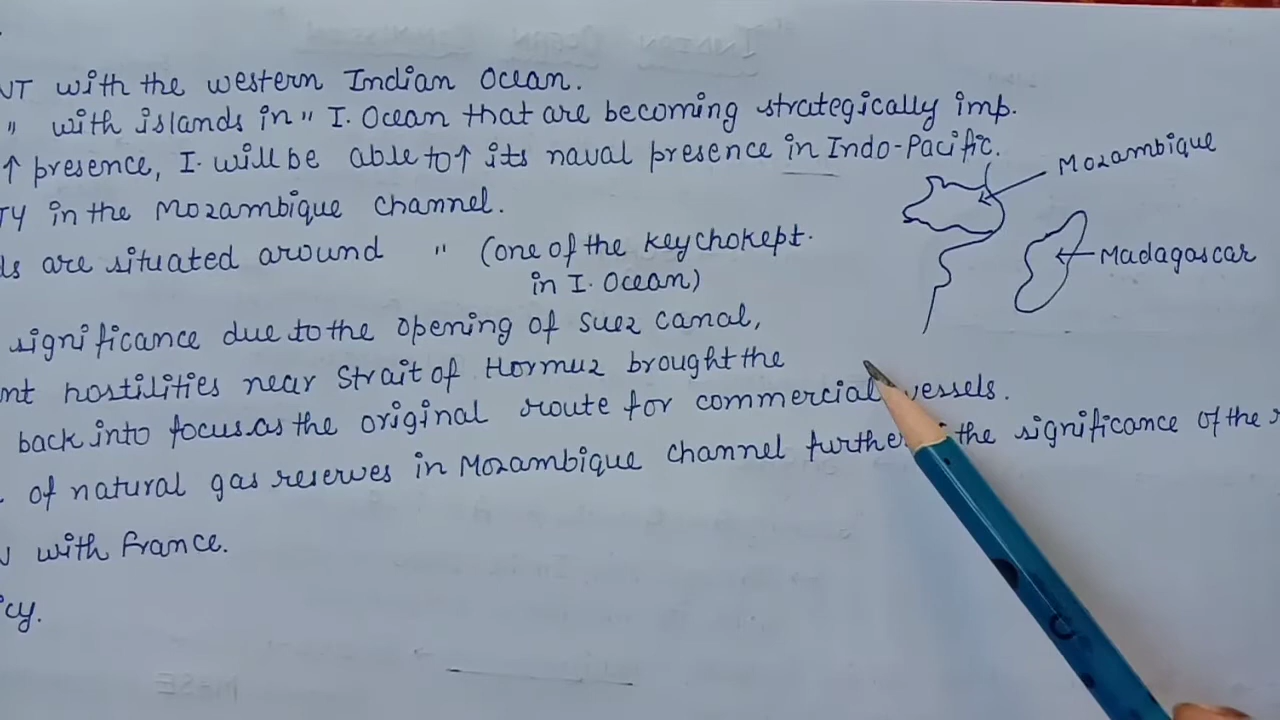 NT with the western Indian Ocean.
" with islands in " I. Ocean that are becoming strategically imp.
↑ presence, I. will be able to ↑ its naval presence in Indo-Pacific.
Mozambique
TY in the Mozambique Channel.
ds are situated around " (one of the key chokept.
Madagascar
in I. Ocean)
significance due to the opening of Suez Canal,
nt hostilities near Strait of Hormuz brought the
back into focus as the original route for commercial vessels.
of natural gas reserves in Mozambique channel further the significance of the
with France.
cy.